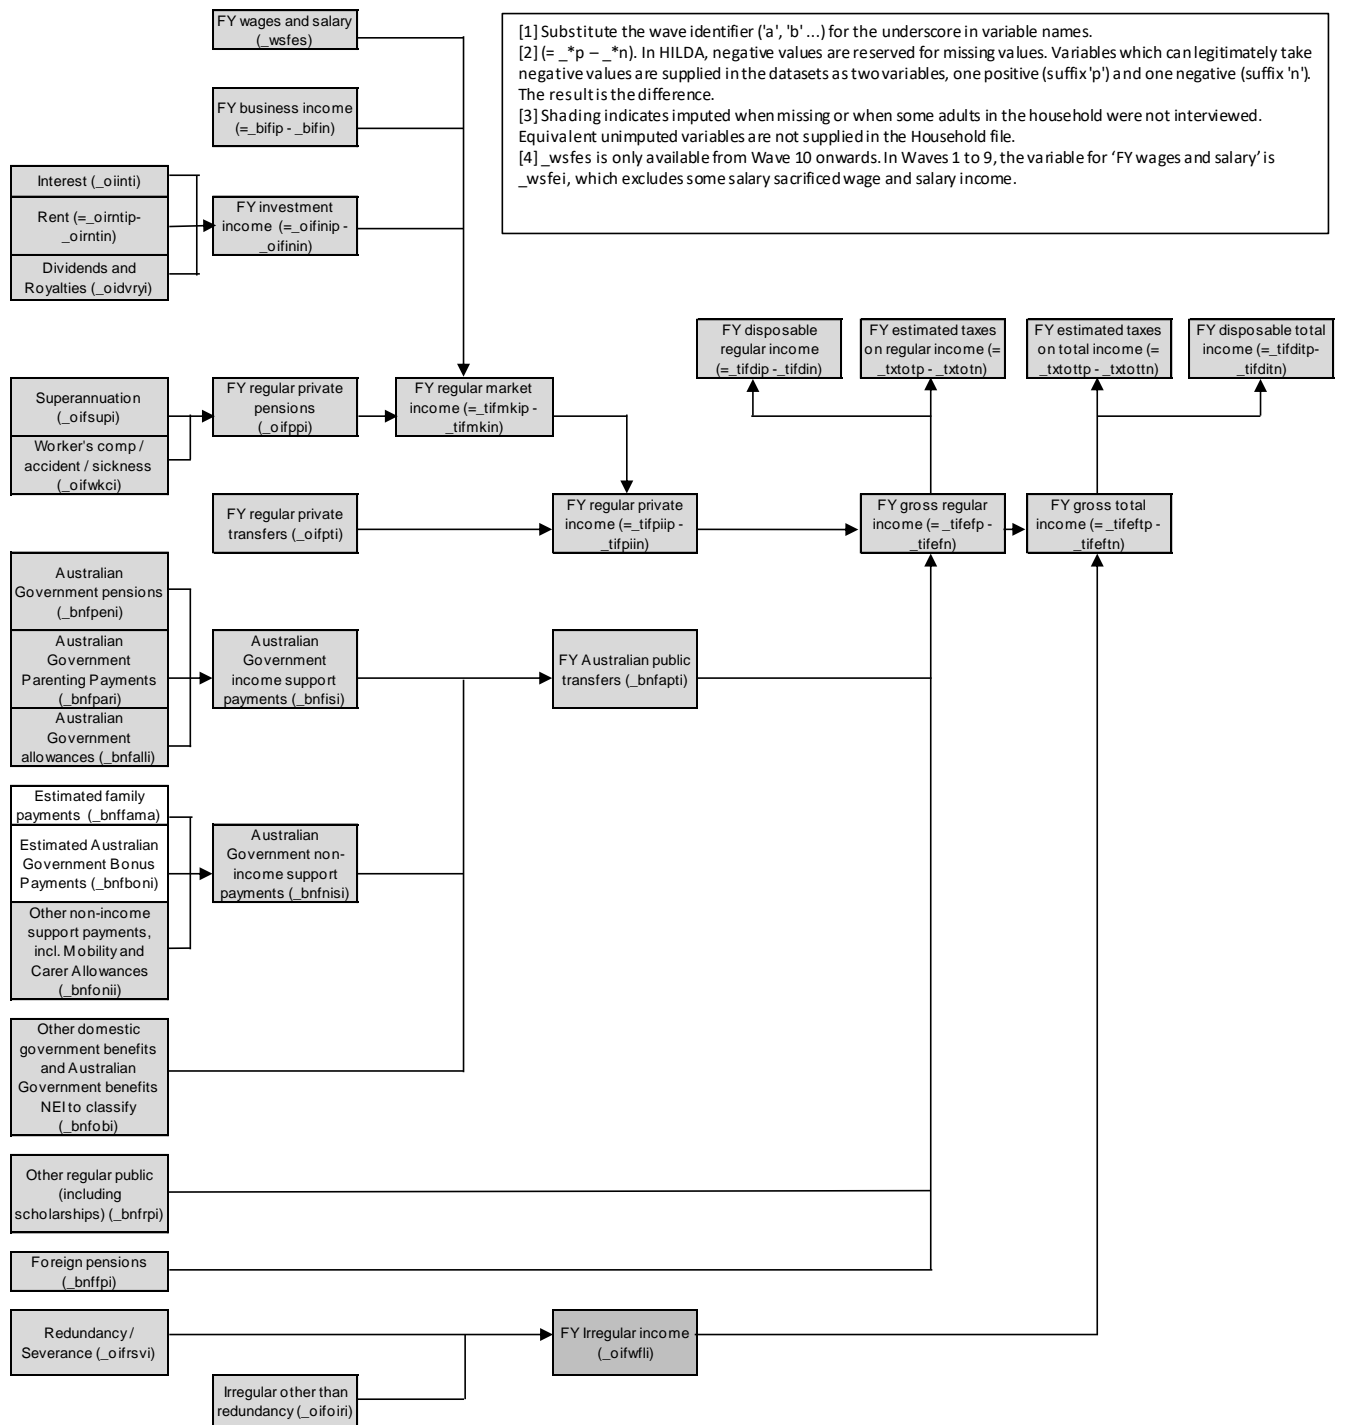 FY wages and salary
(_wsfes)
[1] Substitute the wave identifier ('a', 'b' ...) for the underscore in variable names.
[2] (= _*p – _*n). In HILDA, negative values are reserved for missing values. Variables which can legitimately take
negative values are supplied in the datasets as two variables, one positive (suffix 'p') and one negative (suffix 'n').
The result is the difference.
[3] Shading indicates imputed when missing or when some adults in the household were not interviewed.
Equivalent unimputed variables are not supplied in the Household file.
[4] _wsfes is only available from Wave 10 onwards. In Waves 1 to 9, the variable for ‘FY wages and salary’ is
_wsfei, which excludes some salary sacrificed wage and salary income.
FY business income
(=_bifip - _bifin)
Interest (_oiinti)
Rent (=_oirntip-
_oirntin)
Dividends and
Royalties (_oidvryi)
FY investment
income (=_oifinip -
_oifinin)
FY disposable
regular income
(=_tifdip -_tifdin)
FY estimated taxes
on regular income (=
_txtotp - _txtotn)
FY estimated taxes
on total income (=
_txtottp - _txtottn)
FY disposable total
income (=_tifditp-
_tifditn)
Superannuation
(_oifsupi)
Worker's comp /
accident / sickness
(_oifwkci)
FY regular private
pensions
(_oifppi)
FY regular market
income (=_tifmkip -
_tifmkin)
FY regular private
transfers (_oifpti)
FY regular private
income (=_tifpiip -
_tifpiin)
FY gross regular
income (= _tifefp -
_tifefn)
FY gross total
income (= _tifeftp -
_tifeftn)
Australian
Government pensions
(_bnfpeni)
Australian
Government
Parenting Payments
(_bnfpari)
Australian
Government
allowances (_bnfalli)
Australian
Government
income support
payments (_bnfisi)
FY Australian public
transfers (_bnfapti)
Estimated family
payments (_bnffama)
Estimated Australian
Government Bonus
Payments (_bnfboni)
Other non-income
support payments,
incl. Mobility and
Carer Allowances
(_bnfonii)
Australian
Government non-
income support
payments (_bnfnisi)
Other domestic
government benefits
and Australian
Government benefits
NEI to classify
(_bnfobi)
Other regular public
(including
scholarships) (_bnfrpi)
Foreign pensions
(_bnffpi)
Redundancy /
Severance (_oifrsvi)
FY Irregular income
(_oifwfli)
Irregular other than
redundancy (_oifoiri)